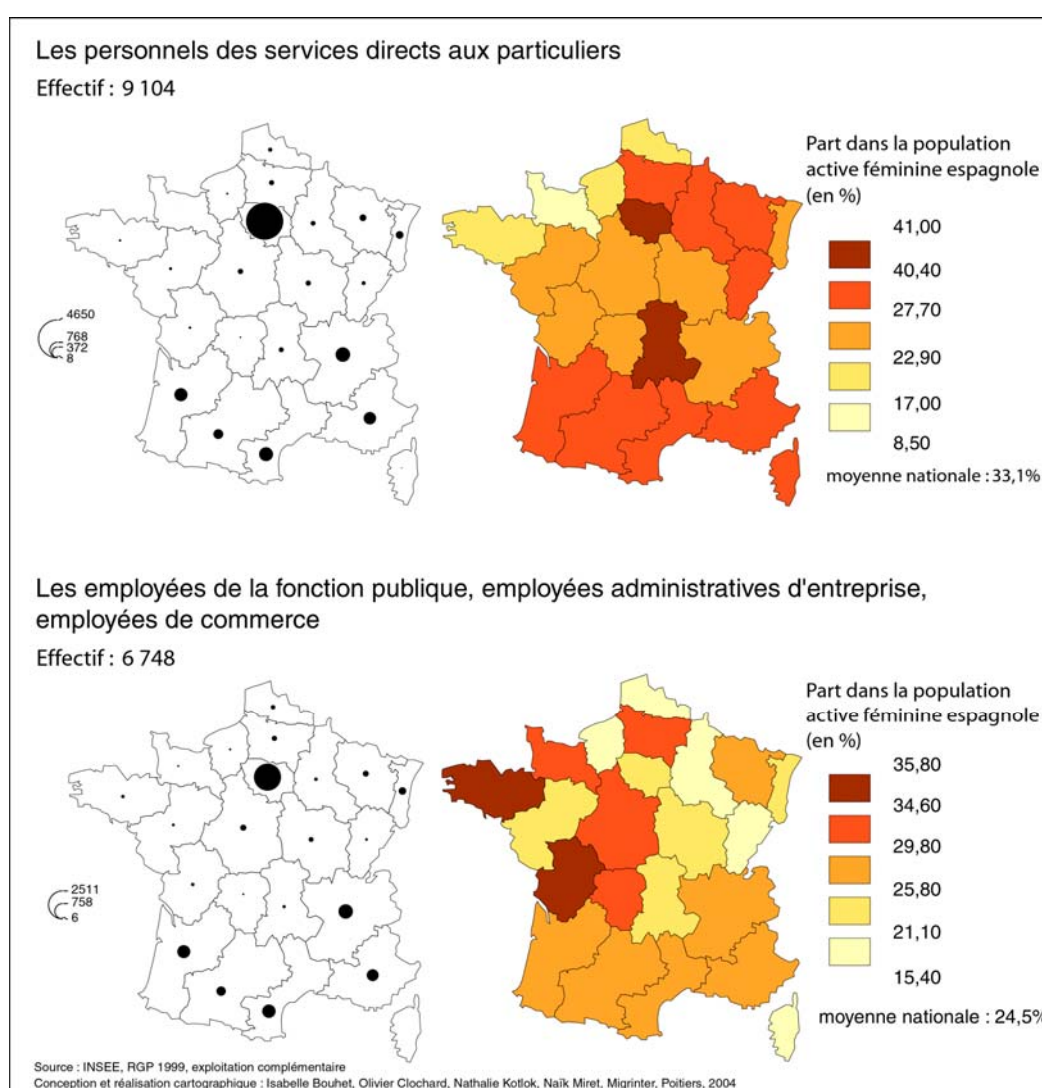 Les personnels des services directs aux particuliers
Effectif : 9 104
Part dans la population
active féminine espagnole
(en %)
41,00
40,40
27,70
22,90
17,00
8,50
moyenne nationale : 33,1%
4650
768
372
8
Les employées de la fonction publique, employées administratives d'entreprise,
employées de commerce
Effectif : 6 748
Part dans la population
active féminine espagnole
(en %)
35,80
34,60
29,80
25,80
21,10
15,40
moyenne nationale : 24,5%
2511
758
6
Source : INSEE, RGP 1999, exploitation complémentaire
Conception et réalisation cartographique : Isabelle Bouhet, Olivier Clochard, Nathalie Kotlok, Naïk Miret, Migrinter, Poitiers, 2004